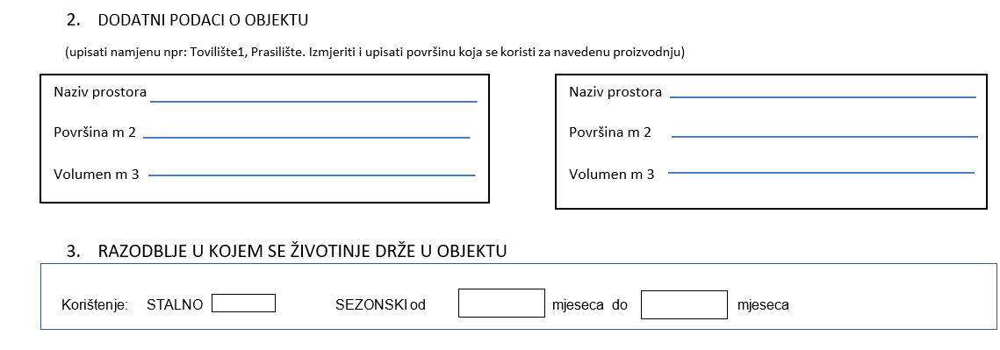 2. DODATNI PODACI O OBJEKTU
(upisati namjenu npr: Tovilište1, Prasilište. Izmjeriti i upisati površinu koja se koristi za navedenu proizvodnju)
Naziv prostora
Površina m 2
Volumen m 3
Naziv prostora
Površina m 2
Volumen m 3
3. RAZODBLJE U KOJEM SE ŽIVOTINJE DRŽE U OBJEKTU
Korištenje: STALNO SEZONSKI od mjeseca do mjeseca